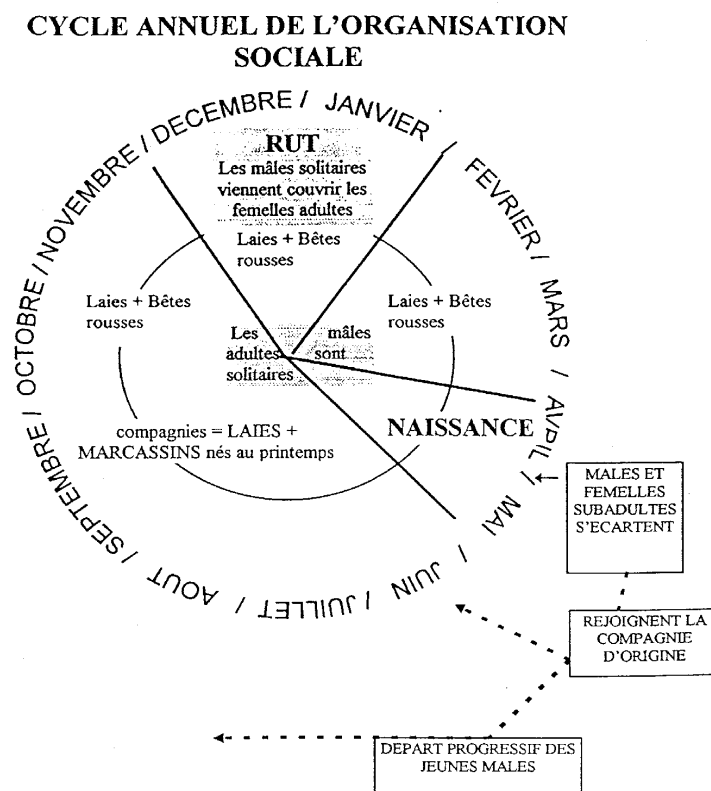 CYCLE ANNUEL DE L'ORGANISATION
SOCIALE
JANVIER / FEVRIER / MARS / AVRIL / MAI / JUIN / JUILLET / AOUT / SEPTEMBRE / OCTOBRE / NOVEMBRE / DECEMBRE /
RUT
Les mâles solitaires
viennent couvrir les
femelles adultes
Laies + Bêtes
rousses
Laies + Bêtes
rousses
Laies + Bêtes
rousses
Les mâles
adultes sont
solitaires
NAISSANCE
compagnies = LAIES +
MARCASSINS nés au printemps
MALES ET
FEMELLES
SUBADULTES
S'ECARTENT
REJOIGNENT LA
COMPAGNIE
D'ORIGINE
DEPART PROGRESSIF DES
JEUNES MALES